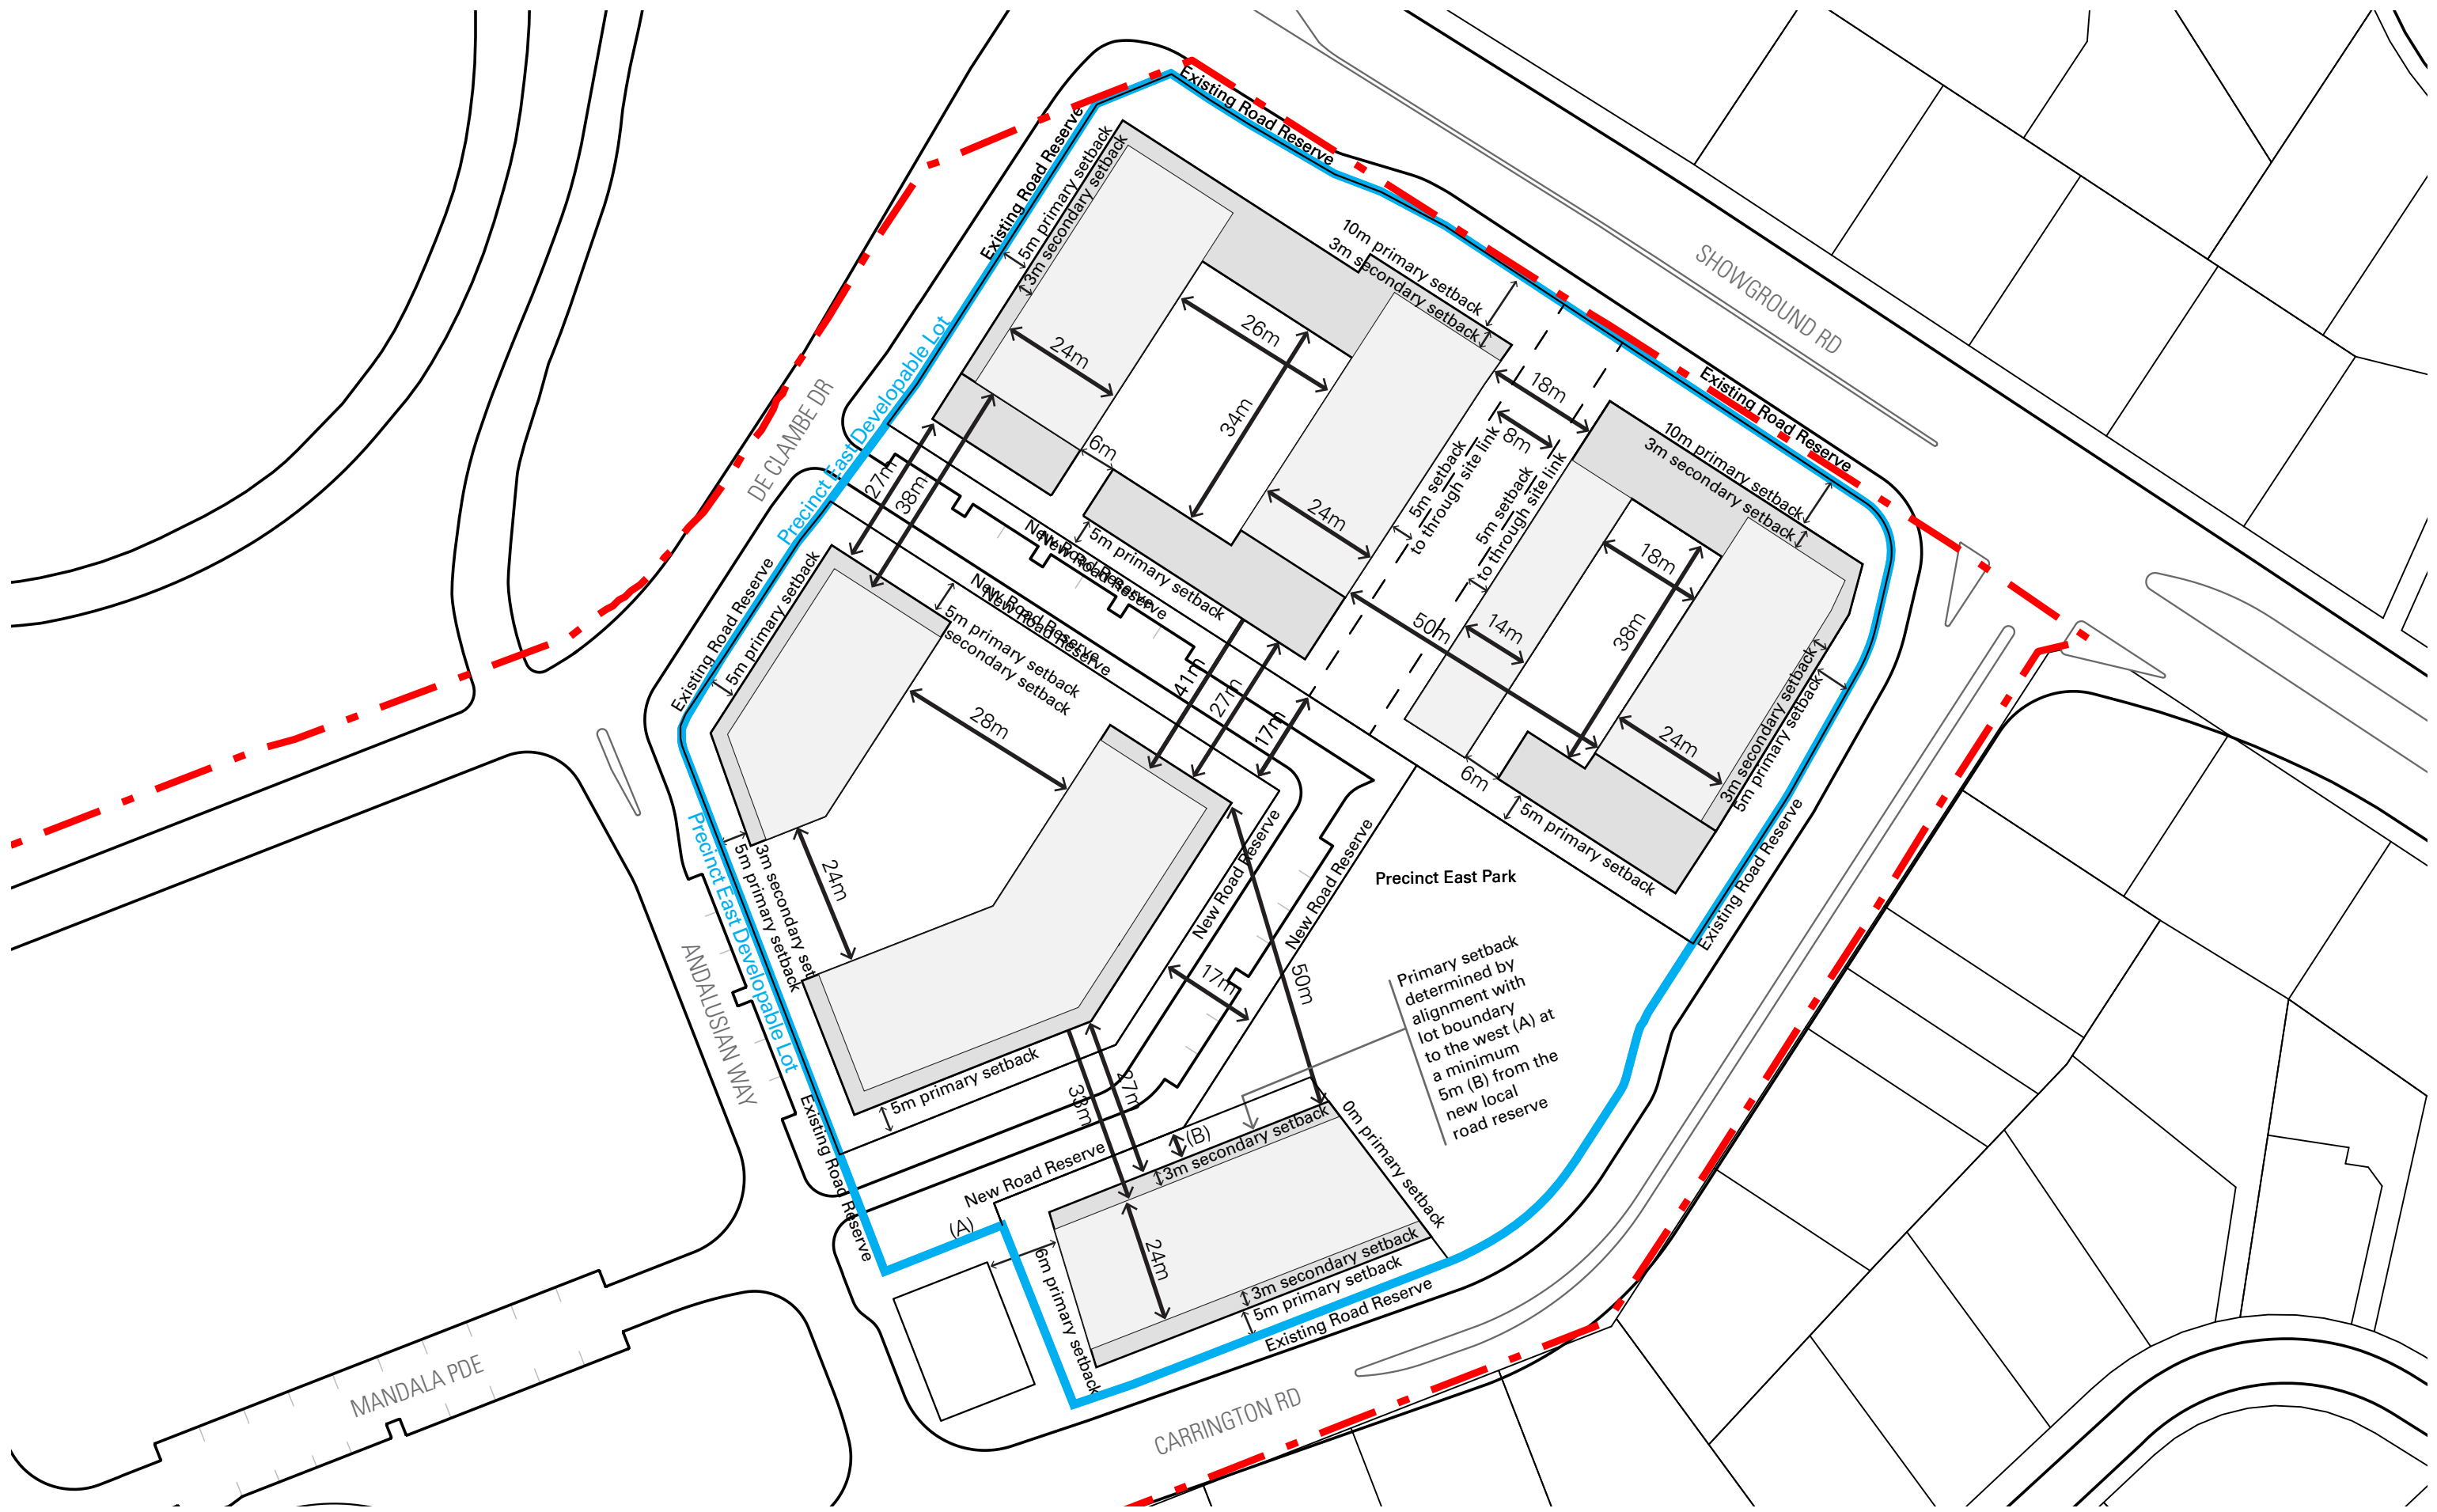 Existing Road Reserve
Existing Road Reserve
5m primary setback
3m secondary setback
SHOWGROUND RD
10m primary setback
3m secondary setback
Precinct East Developable Lot
DE CLAMBE DR
24m
26m
34m
6m
24m
18m
8m
Existing Road Reserve
10m primary setback
3m secondary setback
27m
38m
5m setback
to through site link
5m setback
to through site link
New Road Reserve
New Road Reserve
5m primary setback
New Road Reserve
New Road Reserve
Existing Road Reserve
5m primary setback
5m primary setback
secondary setback
18m
14m
38m
50m
24m
6m
5m primary setback
3m secondary setback
5m primary setback
Existing Road Reserve
41m
27m
17m
28m
24m
3m secondary set
5m primary setback
Precinct East Developable Lot
ANDALUSIAN WAY
New Road Reserve
New Road Reserve
Precinct East Park
17m
50m
Primary setback
determined by
alignment with
lot boundary
to the west (A) at
a minimum
5m (B) from the
new local
road reserve
5m primary setback
33m
27m
Existing Road Reserve
New Road Reserve
(A)
(B)
3m secondary setback
0m primary setback
24m
6m primary setback
3m secondary setback
5m primary setback
Existing Road Reserve
MANDALA PDE
CARRINGTON RD